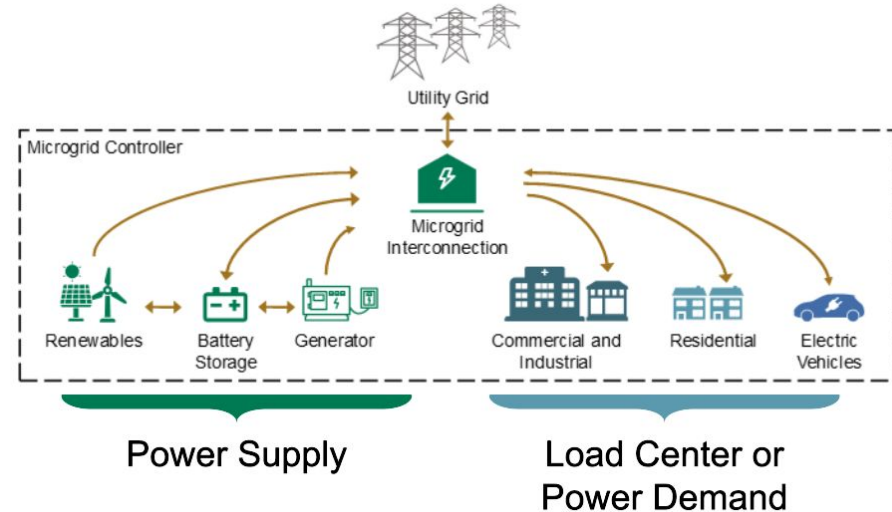 Utility Grid
Microgrid Controller
Microgrid
Interconnection
Renewables
Battery
Storage
Generator
Commercial and
Industrial
Residential
Electric
Vehicles
Power Supply
Load Center or
Power Demand